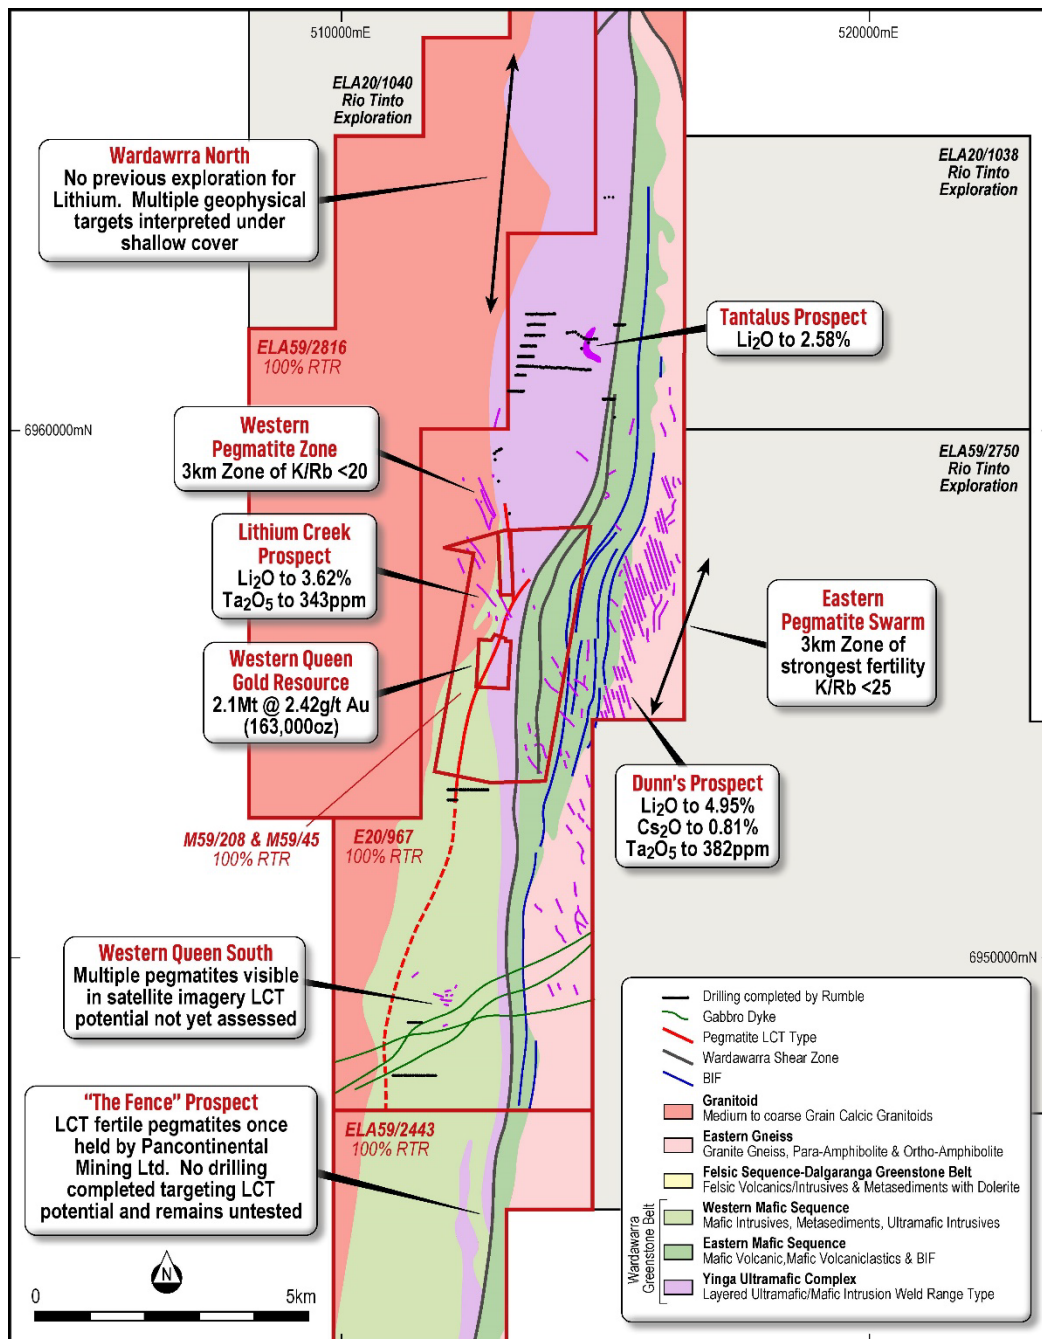 510000mE
520000mE
ELA20/1040
Rio Tinto
Exploration
Wardawrra North
No previous exploration for
Lithium. Multiple geophysical
targets interpreted under
shallow cover
ELA20/1038
Rio Tinto
Exploration
Tantalus Prospect
Li2O to 2.58%
ELA59/2816
100% RTR
6960000mN
Western
Pegmatite Zone
3km Zone of K/Rb <20
ELA59/2750
Rio Tinto
Exploration
Lithium Creek
Prospect
Li2O to 3.62%
Ta2O5 to 343ppm
Eastern
Pegmatite Swarm
3km Zone of
strongest fertility
K/Rb <25
Western Queen
Gold Resource
2.1Mt @ 2.42g/t Au
(163,000oz)
Dunn's Prospect
Li2O to 4.95%
Cs2O to 0.81%
Ta2O5 to 382ppm
M59/208 & M59/45
100% RTR
E20/967
100% RTR
Western Queen South
Multiple pegmatites visible
in satellite imagery LCT
potential not yet assessed
6950000mN
"The Fence" Prospect
LCT fertile pegmatites once
held by Pancontinental
Mining Ltd. No drilling
completed targeting LCT
potential and remains untested
ELA59/2443
100% RTR
N
0 5km
Drilling completed by Rumble
Gabbro Dyke
Pegmatite LCT Type
Wardawarra Shear Zone
BIF
Granitoid
Medium to coarse Grain Calcic Granitoids
Eastern Gneiss
Granite Gneiss, Para-Amphibolite & Ortho-Amphibolite
Felsic Sequence-Dalgaranga Greenstone Belt
Felsic Volcanics/Intrusives & Metasediments with Dolerite
Wardawarra
Greenstone Belt
Western Mafic Sequence
Mafic Intrusives, Metasediments, Ultramafic Intrusives
Eastern Mafic Sequence
Mafic Volcanic,Mafic Volcaniclastics & BIF
Yinga Ultramafic Complex
Layered Ultramafic/Mafic Intrusion Weld Range Type